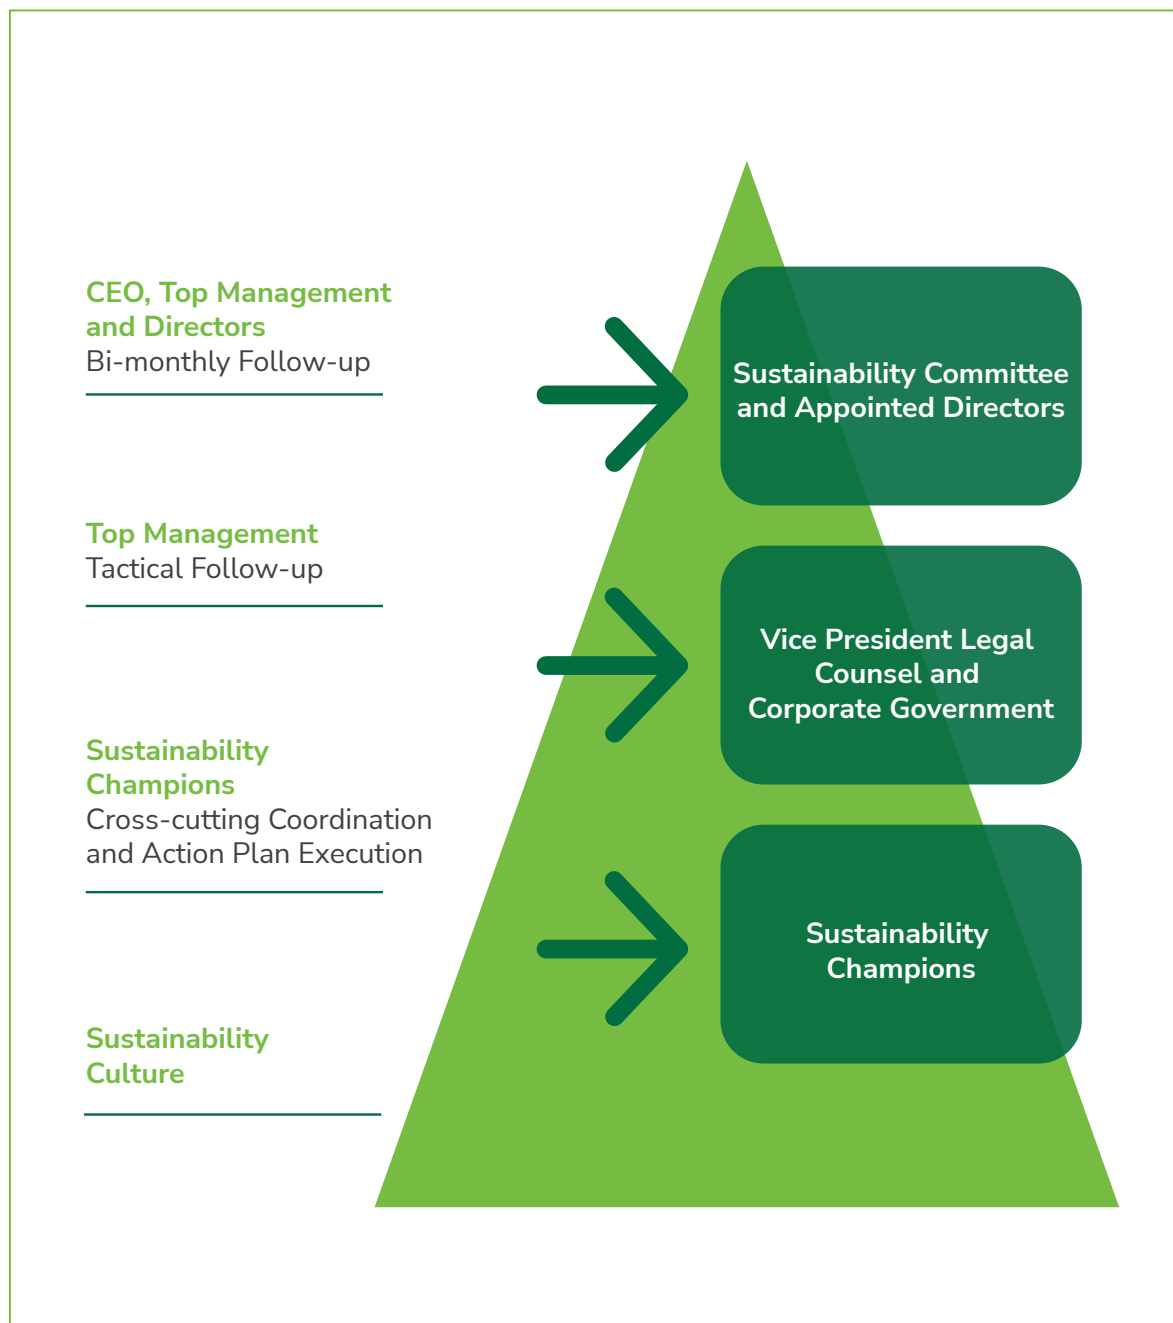 CEO, Top Management
and Directors
Bi-monthly Follow-up
Sustainability Committee
and Appointed Directors
Top Management
Tactical Follow-up
Vice President Legal
Counsel and
Corporate Government
Sustainability
Champions
Cross-cutting Coordination
and Action Plan Execution
Sustainability
Champions
Sustainability
Culture